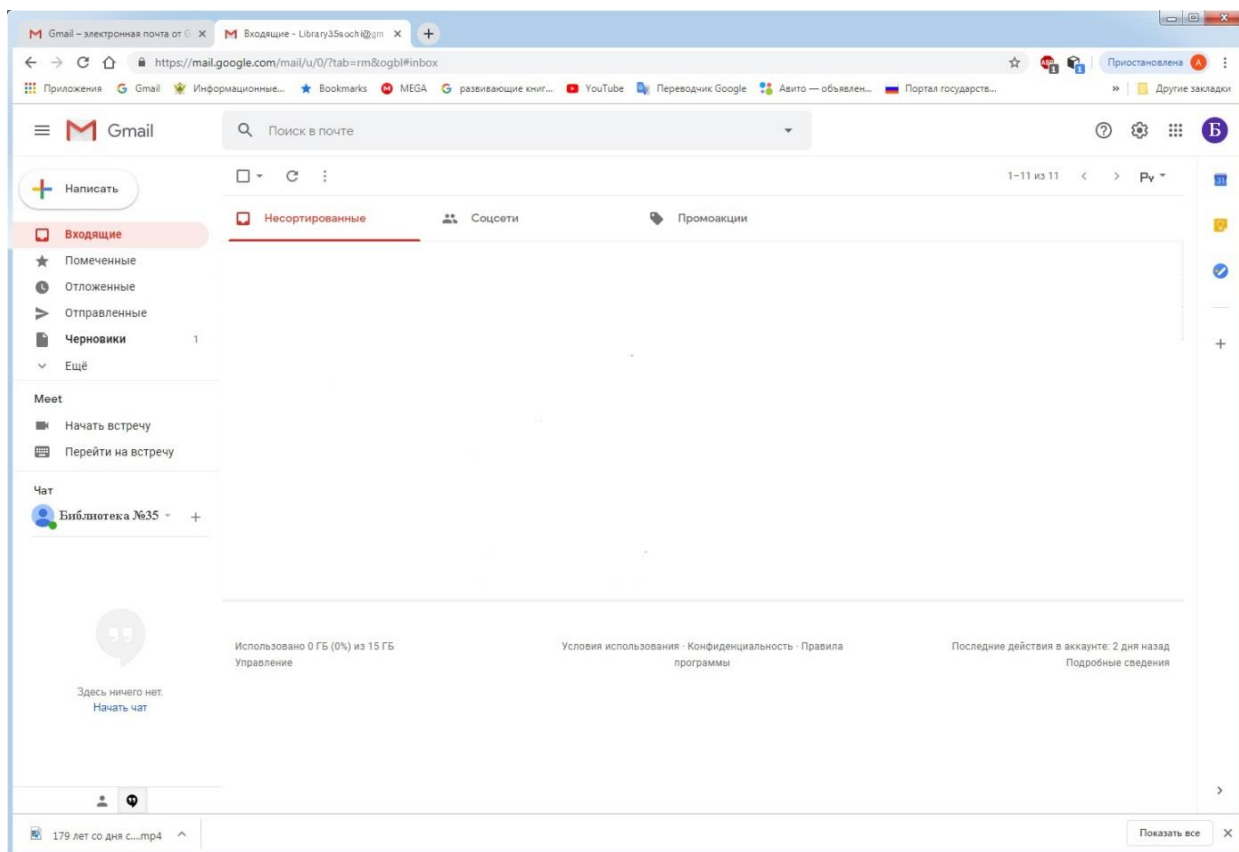 Gmail – электронная почта от G
Входящие - Library35sochi@gm
https://mail.google.com/mail/u/0/?tab=rm&ogbl#inbox
ABP 1 1 Приостановлена A
Приложения Gmail Информационные... Bookmarks MEGA развивающие книг... YouTube Переводчик Google Авито — объявлен... Портал государств... » Другие закладки
Gmail
Поиск в почте
Б
Написать
1–11 из 11
Ру
31
Несортированные Соцсети Промоакции
Входящие
Помеченные
Отложенные
Отправленные
Черновики 1
Ещё
Meet
Начать встречу
Перейти на встречу
Чат
Библиотека №35
Здесь ничего нет.
Начать чат
Использовано 0 ГБ (0%) из 15 ГБ
Управление
Условия использования · Конфиденциальность · Правила
программы
Последние действия в аккаунте: 2 дня назад
Подробные сведения
179 лет со дня с....mp4
Показать все